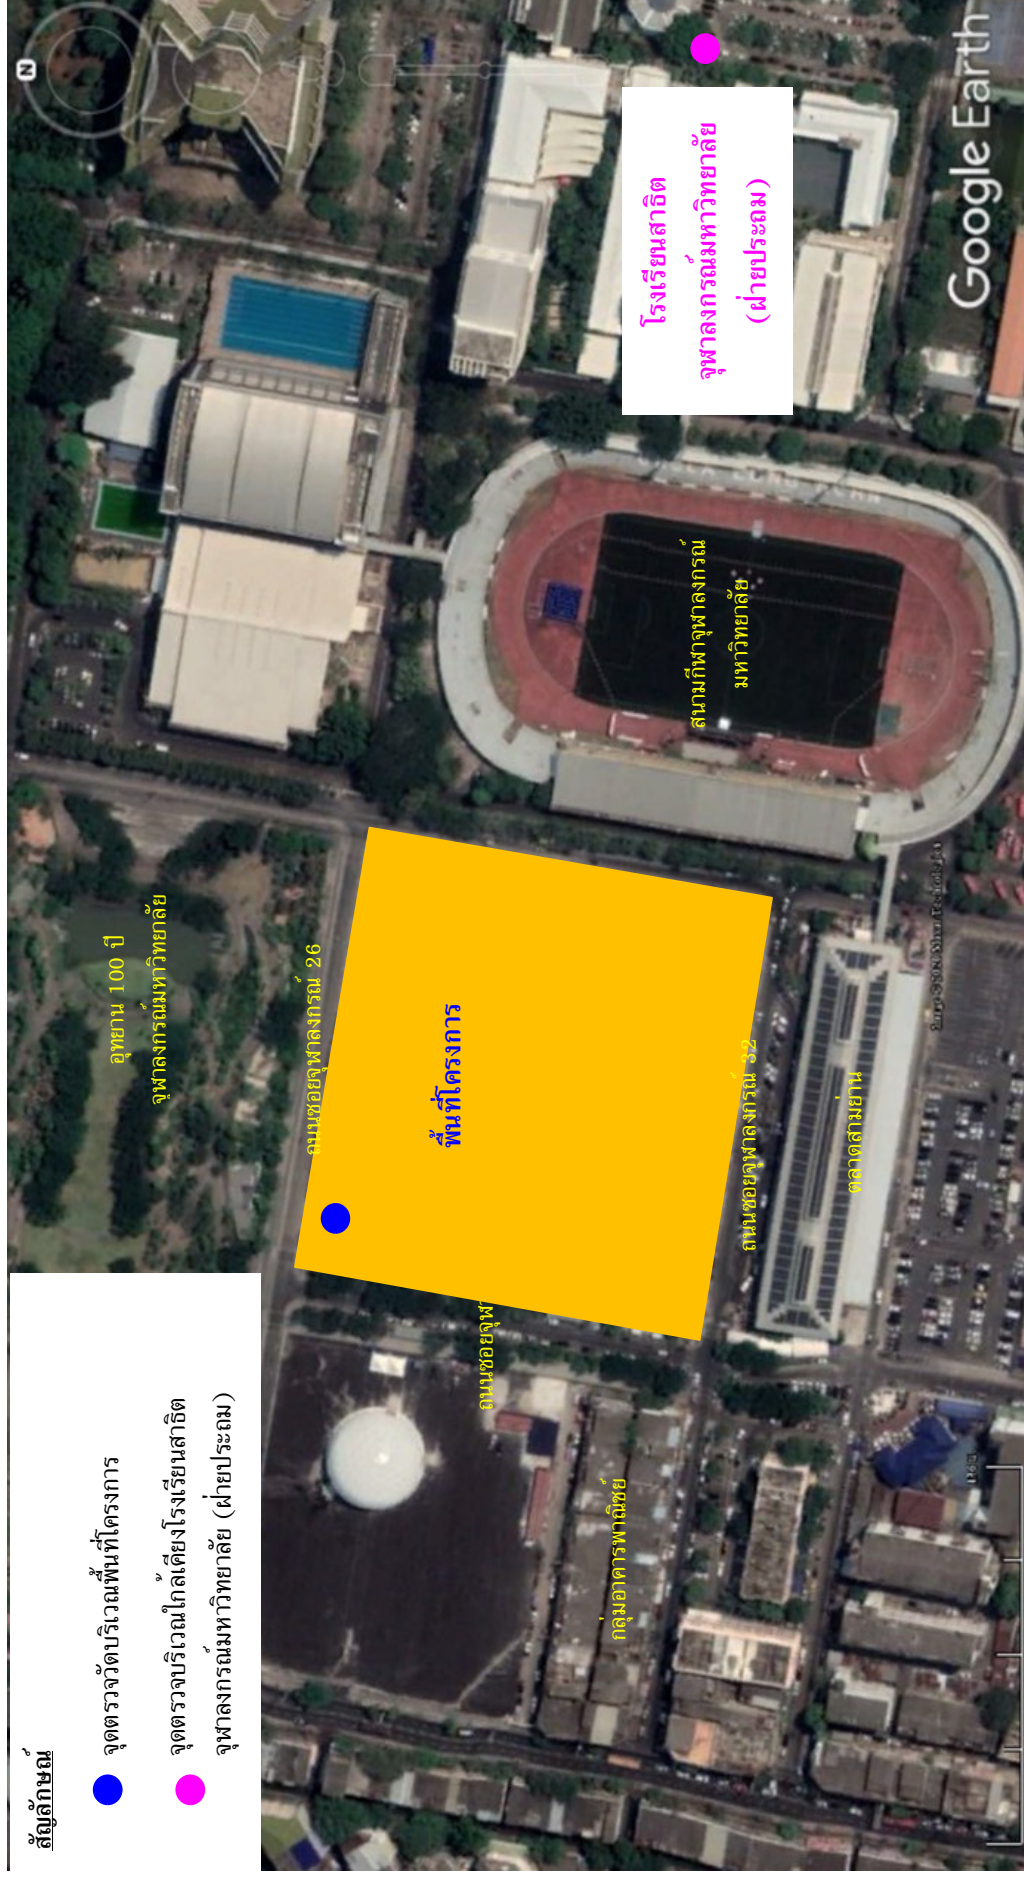 สัญลักษณ์
จุดตรวจวัดบริเวณพื้นที่โครงการ
จุดตรวจบริเวณใกล้เคียงโรงเรียนสาธิต
จุฬาลงกรณ์มหาวิทยาลัย (ฝ่ายประถม)
อุทยาน 100 ปี
จุฬาลงกรณ์มหาวิทยาลัย
ถนนซอยจุฬาลงกรณ์ 26
พื้นที่โครงการ
ถนนซอยจุฬา
กลุ่มอาคารพาณิชย์
ถนนซอยจุฬาลงกรณ์ 32
ตลาดสามย่าน
สนามกีฬาจุฬาลงกรณ์
มหาวิทยาลัย
โรงเรียนสาธิต
จุฬาลงกรณ์มหาวิทยาลัย
(ฝ่ายประถม)
N
Google Earth